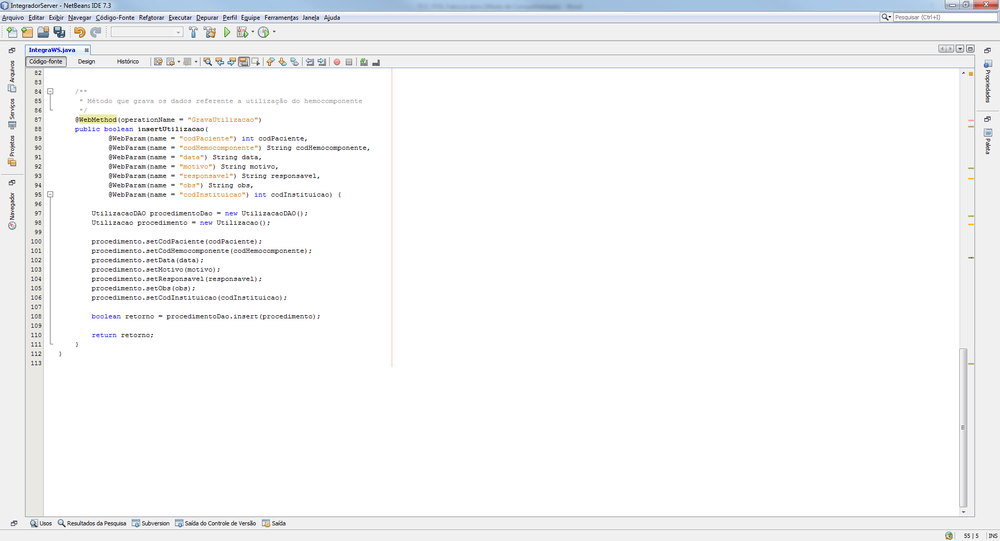 IntegradorServer - NetBeans IDE 7.3
Arquivo Editar Exibir Navegar Código-Fonte Refatorar Executar Depurar Perfil Equipe Ferramentas Janela Ajuda
Pesquisar (Ctrl+I)
IntegraWS.java
Código-fonte Design Histórico
Arquivos
Serviços
Projetos
Navegador
Propriedades
Paleta
82
83
84 /**
85 * Método que grava os dados referente a utilização do hemocomponente
86 */
87 @WebMethod(operationName = "GravaUtilizacao")
88 public boolean insertUtilizacao(
89 @WebParam(name = "codPaciente") int codPaciente,
90 @WebParam(name = "codHemocomponente") String codHemocomponente,
91 @WebParam(name = "data") String data,
92 @WebParam(name = "motivo") String motivo,
93 @WebParam(name = "responsavel") String responsavel,
94 @WebParam(name = "obs") String obs,
95 @WebParam(name = "codInstituicao") int codInstituicao) {
96
97 UtilizacaoDAO procedimentoDao = new UtilizacaoDAO();
98 Utilizacao procedimento = new Utilizacao();
99
100 procedimento.setCodPaciente(codPaciente);
101 procedimento.setCodHemocomponente(codHemocomponente);
102 procedimento.setData(data);
103 procedimento.setMotivo(motivo);
104 procedimento.setResponsavel(responsavel);
105 procedimento.setObs(obs);
106 procedimento.setCodInstituicao(codInstituicao);
107
108 boolean retorno = procedimentoDao.insert(procedimento);
109
110 return retorno;
111 }
112 }
113
Usos Resultados da Pesquisa Subversion Saída do Controle de Versão Saída
55 | 5 INS